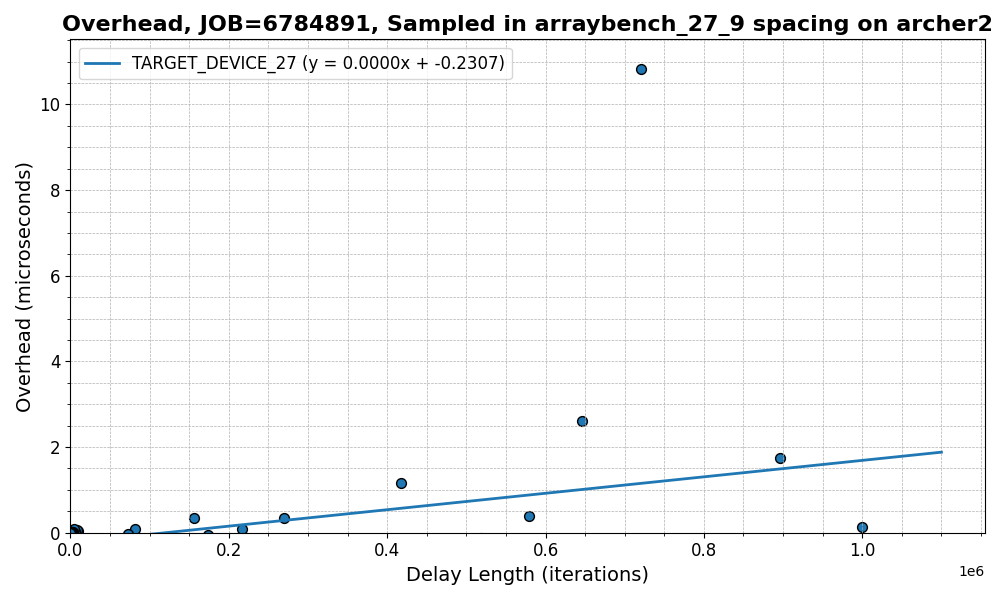 Overhead, JOB=6784891, Sampled in arraybench_27_9 spacing on archer2
TARGET_DEVICE_27 (y = 0.0000x + -0.2307)
Overhead (microseconds)
10
8
6
4
2
0
0.0 0.2 0.4 0.6 0.8 1.0
1e6
Delay Length (iterations)